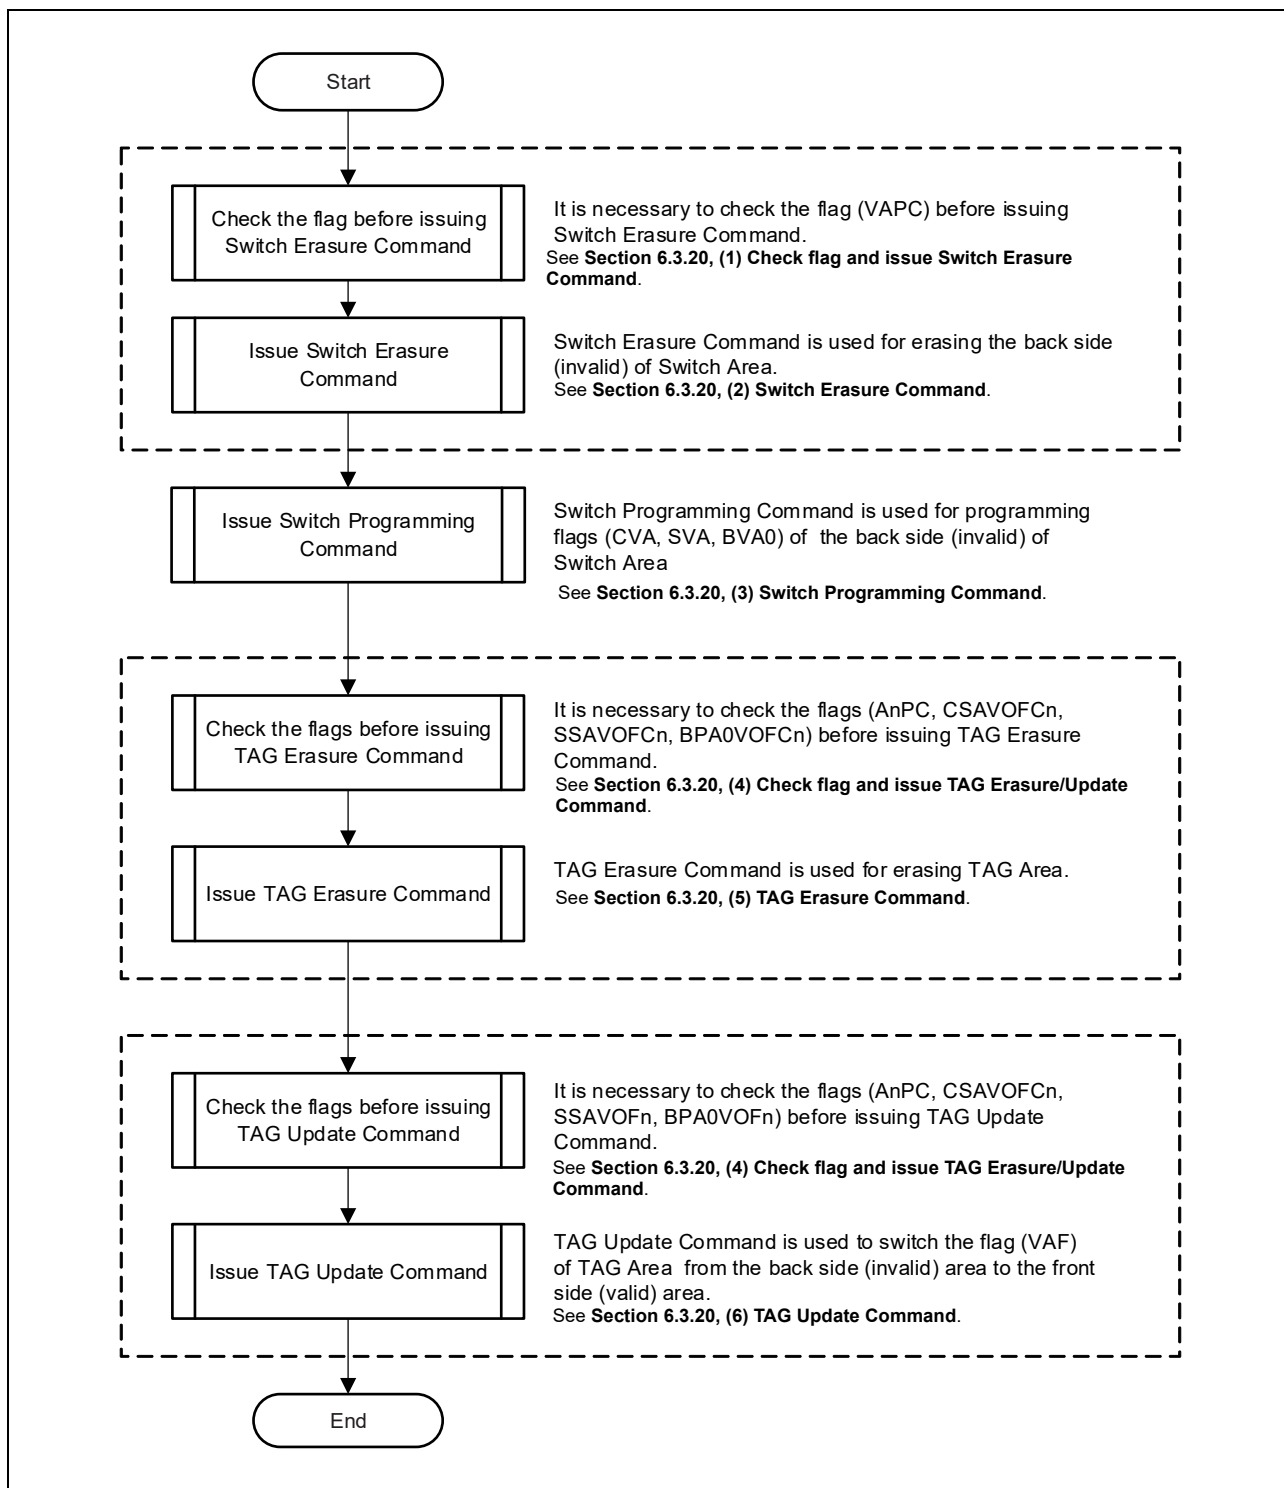 Start
Check the flag before issuing
Switch Erasure Command
It is necessary to check the flag (VAPC) before issuing
Switch Erasure Command.
See Section 6.3.20, (1) Check flag and issue Switch Erasure
Command.
Issue Switch Erasure
Command
Switch Erasure Command is used for erasing the back side
(invalid) of Switch Area.
See Section 6.3.20, (2) Switch Erasure Command.
Issue Switch Programming
Command
Switch Programming Command is used for programming
flags (CVA, SVA, BVA0) of the back side (invalid) of
Switch Area
See Section 6.3.20, (3) Switch Programming Command.
Check the flags before issuing
TAG Erasure Command
It is necessary to check the flags (AnPC, CSAVOFCn,
SSAVOFCn, BPA0VOFCn) before issuing TAG Erasure
Command.
See Section 6.3.20, (4) Check flag and issue TAG Erasure/Update
Command.
Issue TAG Erasure Command
TAG Erasure Command is used for erasing TAG Area.
See Section 6.3.20, (5) TAG Erasure Command.
Check the flags before issuing
TAG Update Command
It is necessary to check the flags (AnPC, CSAVOFCn,
SSAVOFn, BPA0VOFn) before issuing TAG Update
Command.
See Section 6.3.20, (4) Check flag and issue TAG Erasure/Update
Command.
Issue TAG Update Command
TAG Update Command is used to switch the flag (VAF)
of TAG Area from the back side (invalid) area to the front
side (valid) area.
See Section 6.3.20, (6) TAG Update Command.
End